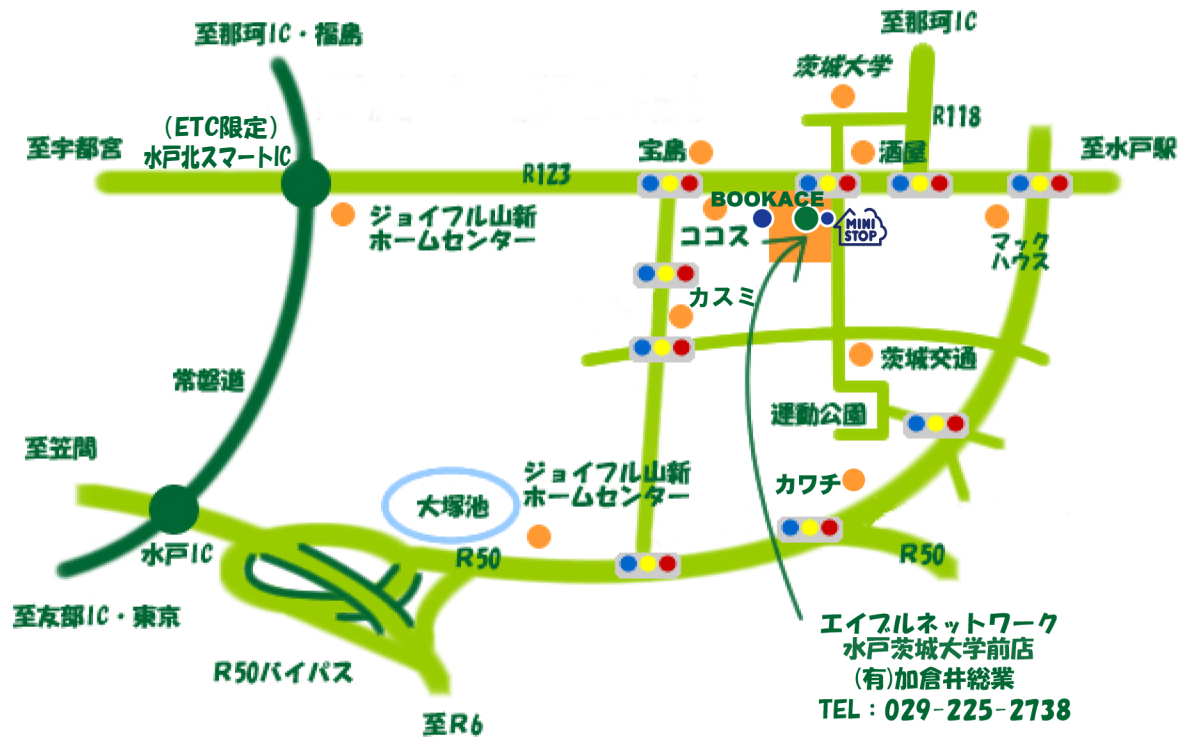 至那珂IC・福島
至那珂IC
茨城大学
R118
(ETC限定)
水戸北スマートIC
至宇都宮
R123
宝島
酒屋
至水戸駅
BOOKACE
MINI
STOP
ジョイフル山新
ホームセンター
ココス
マック
ハウス
カスミ
常磐道
茨城交通
運動公園
至笠間
ジョイフル山新
ホームセンター
カワチ
大塚池
水戸IC
R50
R50
至友部IC・東京
R50バイパス
至R6
エイブルネットワーク
水戸茨城大学前店
(有)加倉井総業
TEL：029-225-2738